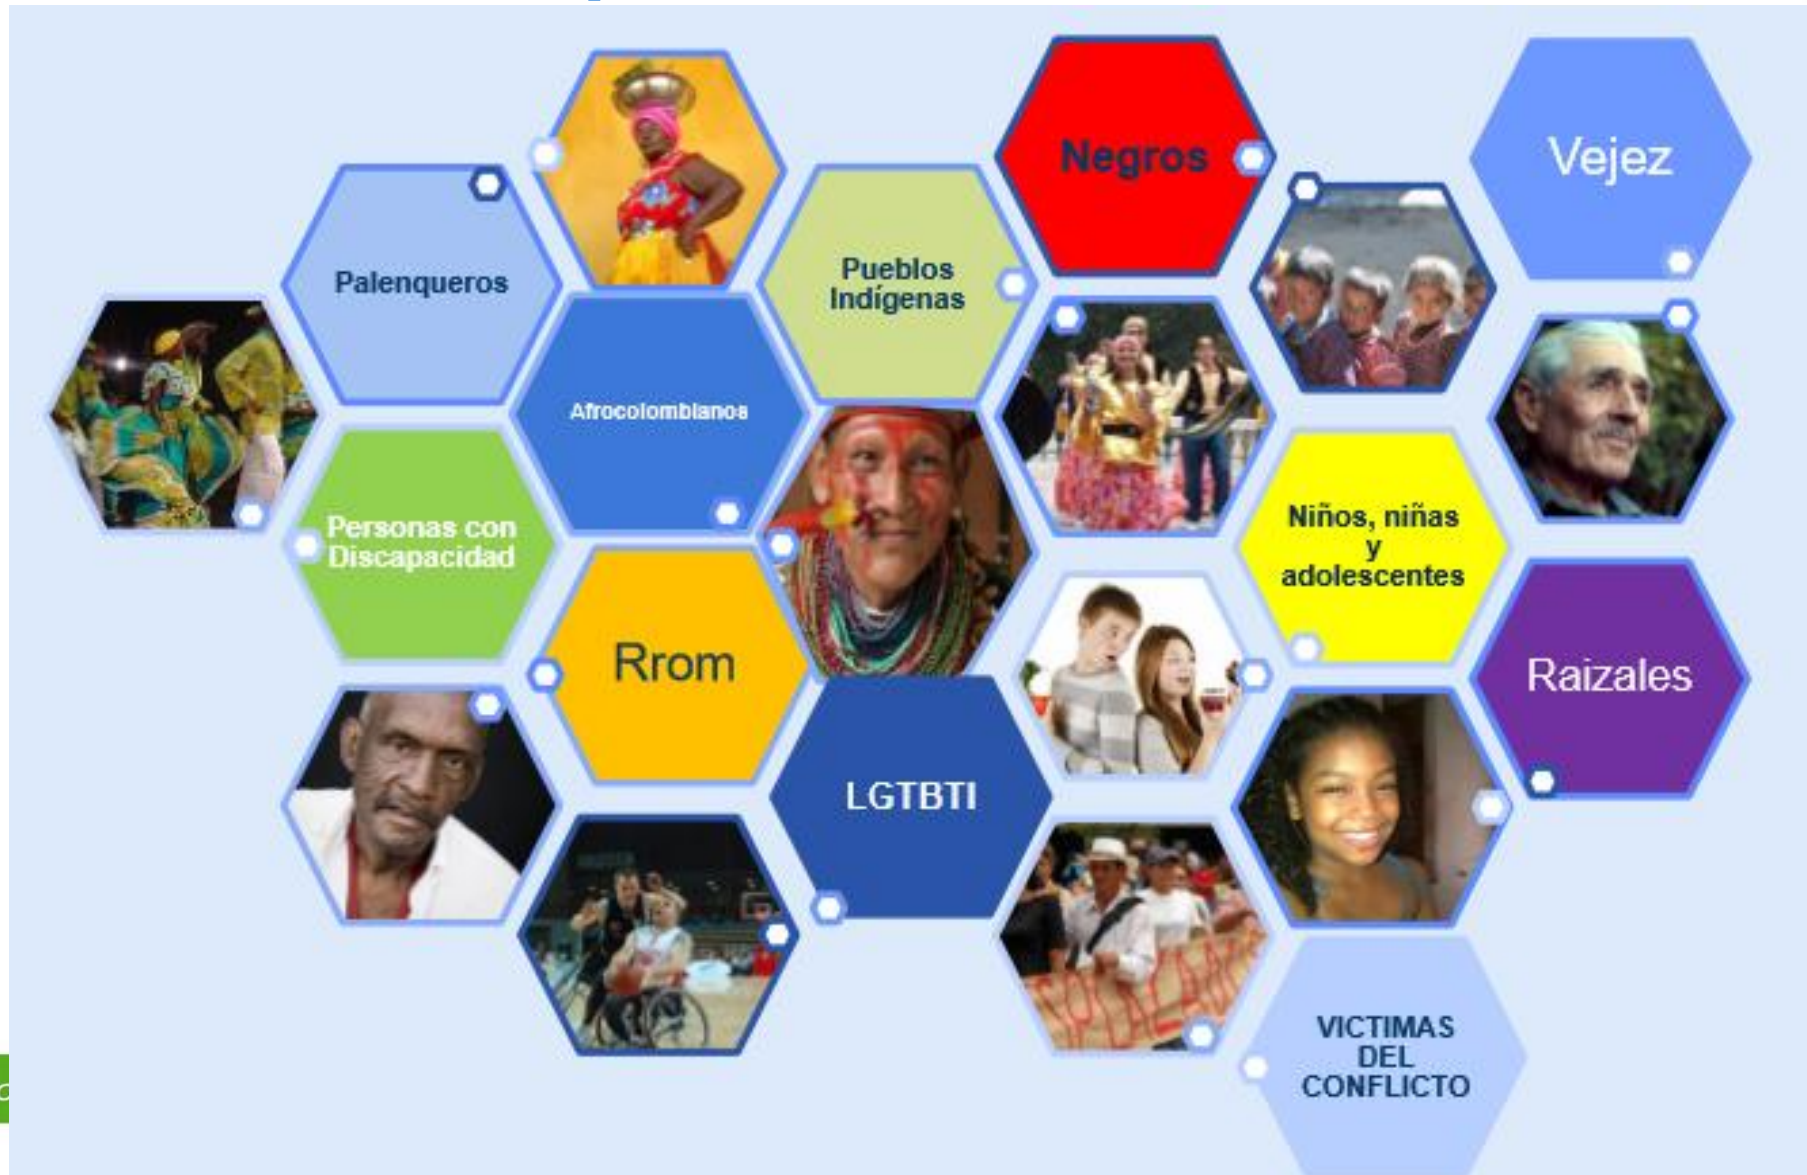 Negros
Vejez
Palenqueros
Pueblos
Indígenas
Afrocolombianos
Personas con
Discapacidad
Niños, niñas
y
adolescentes
Rrom
Raizales
LGTBTI
VICTIMAS
DEL
CONFLICTO